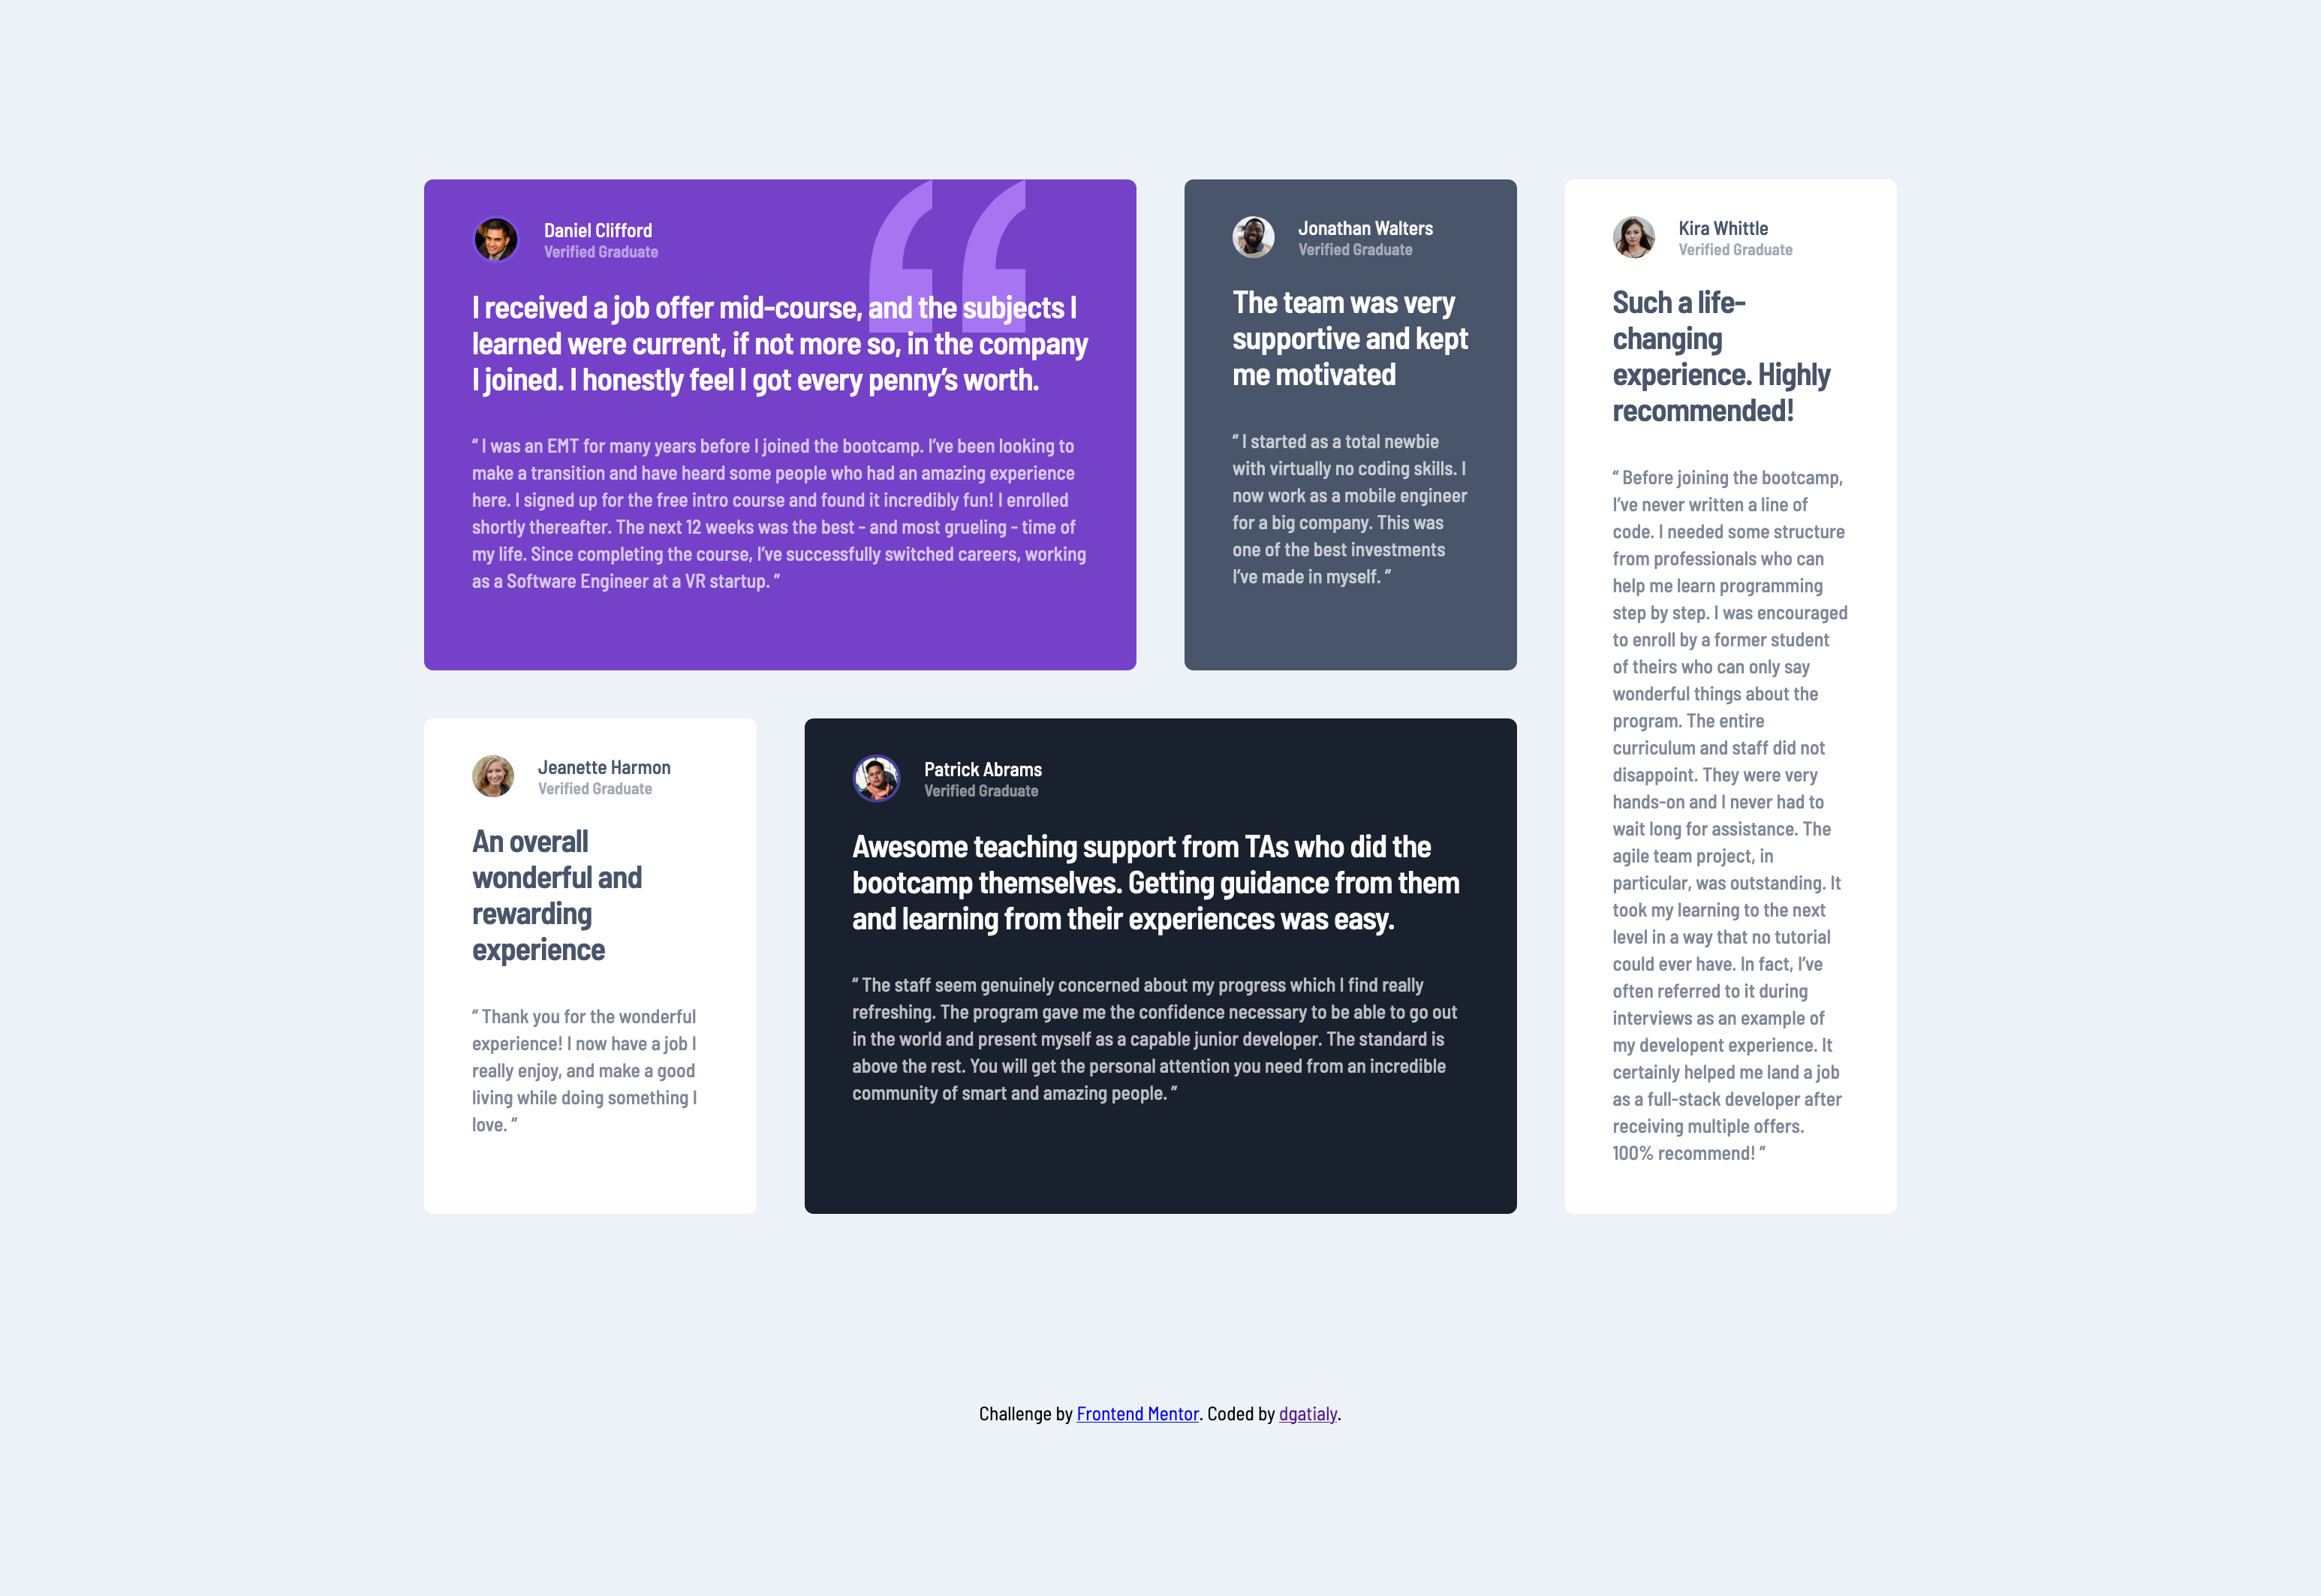 Daniel Clifford
Verified Graduate
I received a job offer mid-course, and the subjects I
learned were current, if not more so, in the company
I joined. I honestly feel I got every penny’s worth.
“ I was an EMT for many years before I joined the bootcamp. I’ve been looking to
make a transition and have heard some people who had an amazing experience
here. I signed up for the free intro course and found it incredibly fun! I enrolled
shortly thereafter. The next 12 weeks was the best - and most grueling - time of
my life. Since completing the course, I’ve successfully switched careers, working
as a Software Engineer at a VR startup. ”
Jonathan Walters
Verified Graduate
The team was very
supportive and kept
me motivated
“ I started as a total newbie
with virtually no coding skills. I
now work as a mobile engineer
for a big company. This was
one of the best investments
I’ve made in myself. ”
Kira Whittle
Verified Graduate
Such a life-
changing
experience. Highly
recommended!
“ Before joining the bootcamp,
I’ve never written a line of
code. I needed some structure
from professionals who can
help me learn programming
step by step. I was encouraged
to enroll by a former student
of theirs who can only say
wonderful things about the
program. The entire
curriculum and staff did not
disappoint. They were very
hands-on and I never had to
wait long for assistance. The
agile team project, in
particular, was outstanding. It
took my learning to the next
level in a way that no tutorial
could ever have. In fact, I’ve
often referred to it during
interviews as an example of
my developent experience. It
certainly helped me land a job
as a full-stack developer after
receiving multiple offers.
100% recommend! ”
Jeanette Harmon
Verified Graduate
An overall
wonderful and
rewarding
experience
“ Thank you for the wonderful
experience! I now have a job I
really enjoy, and make a good
living while doing something I
love. ”
Patrick Abrams
Verified Graduate
Awesome teaching support from TAs who did the
bootcamp themselves. Getting guidance from them
and learning from their experiences was easy.
“ The staff seem genuinely concerned about my progress which I find really
refreshing. The program gave me the confidence necessary to be able to go out
in the world and present myself as a capable junior developer. The standard is
above the rest. You will get the personal attention you need from an incredible
community of smart and amazing people. ”
Challenge by Frontend Mentor. Coded by dgatialy.